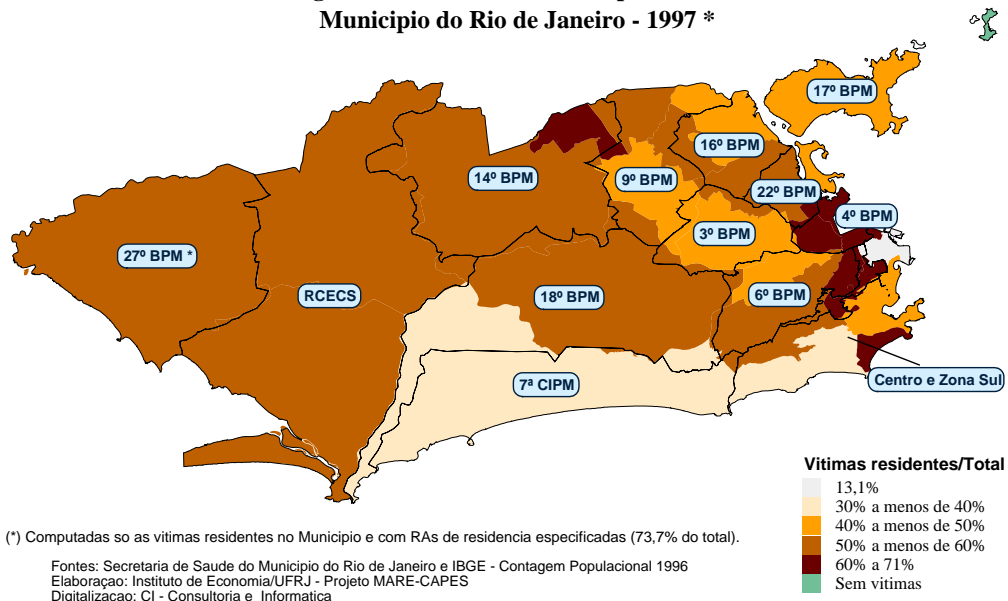 Municipio do Rio de Janeiro - 1997 *
17º BPM
16º BPM
14º BPM
9º BPM
22º BPM
4º BPM
3º BPM
27º BPM *
RCECS
18º BPM
6º BPM
7ª CIPM
Centro e Zona Sul
Vitimas residentes/Total
13,1%
30% a menos de 40%
40% a menos de 50%
50% a menos de 60%
60% a 71%
Sem vitimas
(*) Computadas so as vitimas residentes no Municipio e com RAs de residencia especificadas (73,7% do total).
Fontes: Secretaria de Saude do Municipio do Rio de Janeiro e IBGE - Contagem Populacional 1996
Elaboraçao: Instituto de Economia/UFRJ - Projeto MARE-CAPES
Digitalizaçao: CI - Consultoria e Informatica